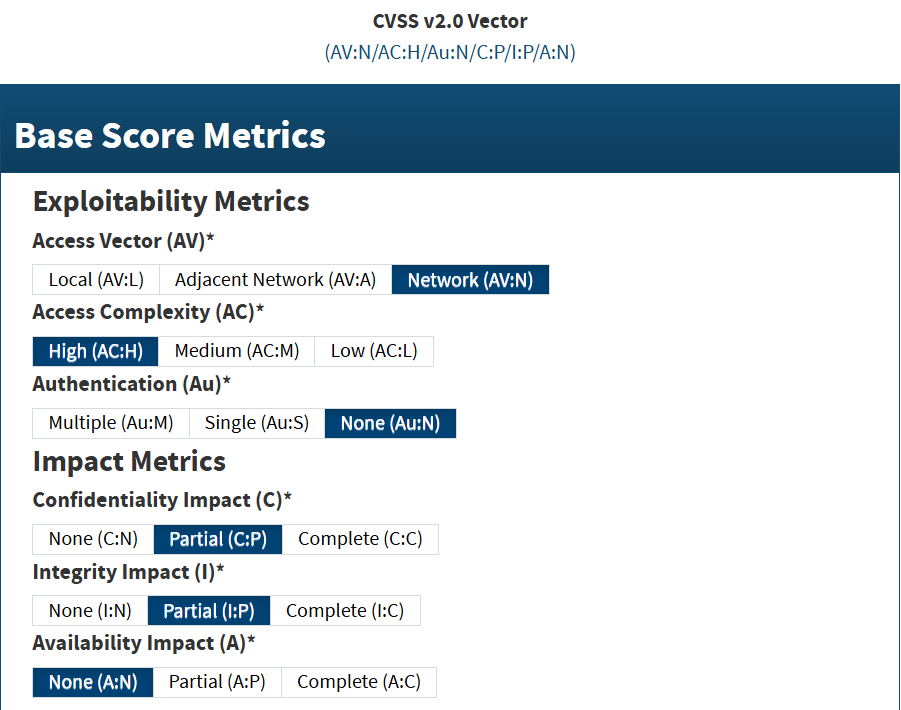 CVSS v2.0 Vector
(AV:N/AC:H/Au:N/C:P/I:P/A:N)
Base Score Metrics
Exploitability Metrics
Access Vector (AV)*
Local (AV:L) Adjacent Network (AV:A) Network (AV:N)
Access Complexity (AC)*
High (AC:H) Medium (AC:M) Low (AC:L)
Authentication (Au)*
Multiple (Au:M) Single (Au:S) None (Au:N)
Impact Metrics
Confidentiality Impact (C)*
None (C:N) Partial (C:P) Complete (C:C)
Integrity Impact (I)*
None (I:N) Partial (I:P) Complete (I:C)
Availability Impact (A)*
None (A:N) Partial (A:P) Complete (A:C)